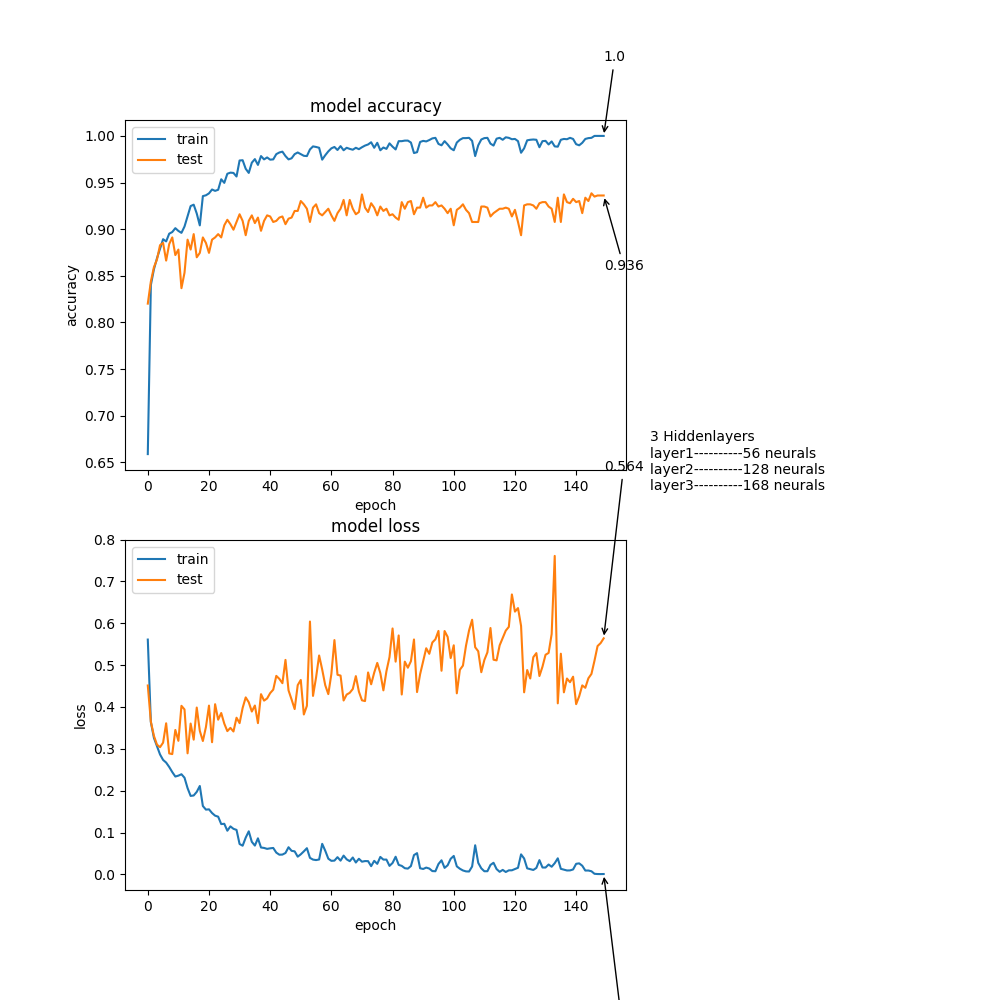 1.0
model accuracy
train
test
1.00
0.95
0.90
0.85
0.80
0.75
0.70
0.65
accuracy
0.936
0 20 40 60 80 100 120 140
epoch
0.564
3 Hiddenlayers
layer1----------56 neurals
layer2----------128 neurals
layer3----------168 neurals
model loss
train
test
0.8
0.7
0.6
0.5
0.4
0.3
0.2
0.1
0.0
loss
0 20 40 60 80 100 120 140
epoch